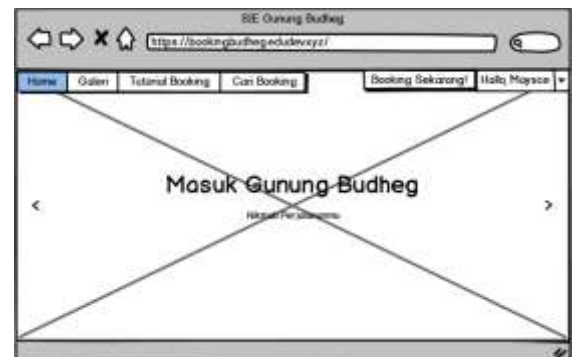 SIE Gunung Budheg
https://bookingbudheg.edudev.xyz/
Home Galeri Tutorial Booking Cari Booking Booking Sekarang! Hallo,
Masuk Gunung Budheg
Nikmati